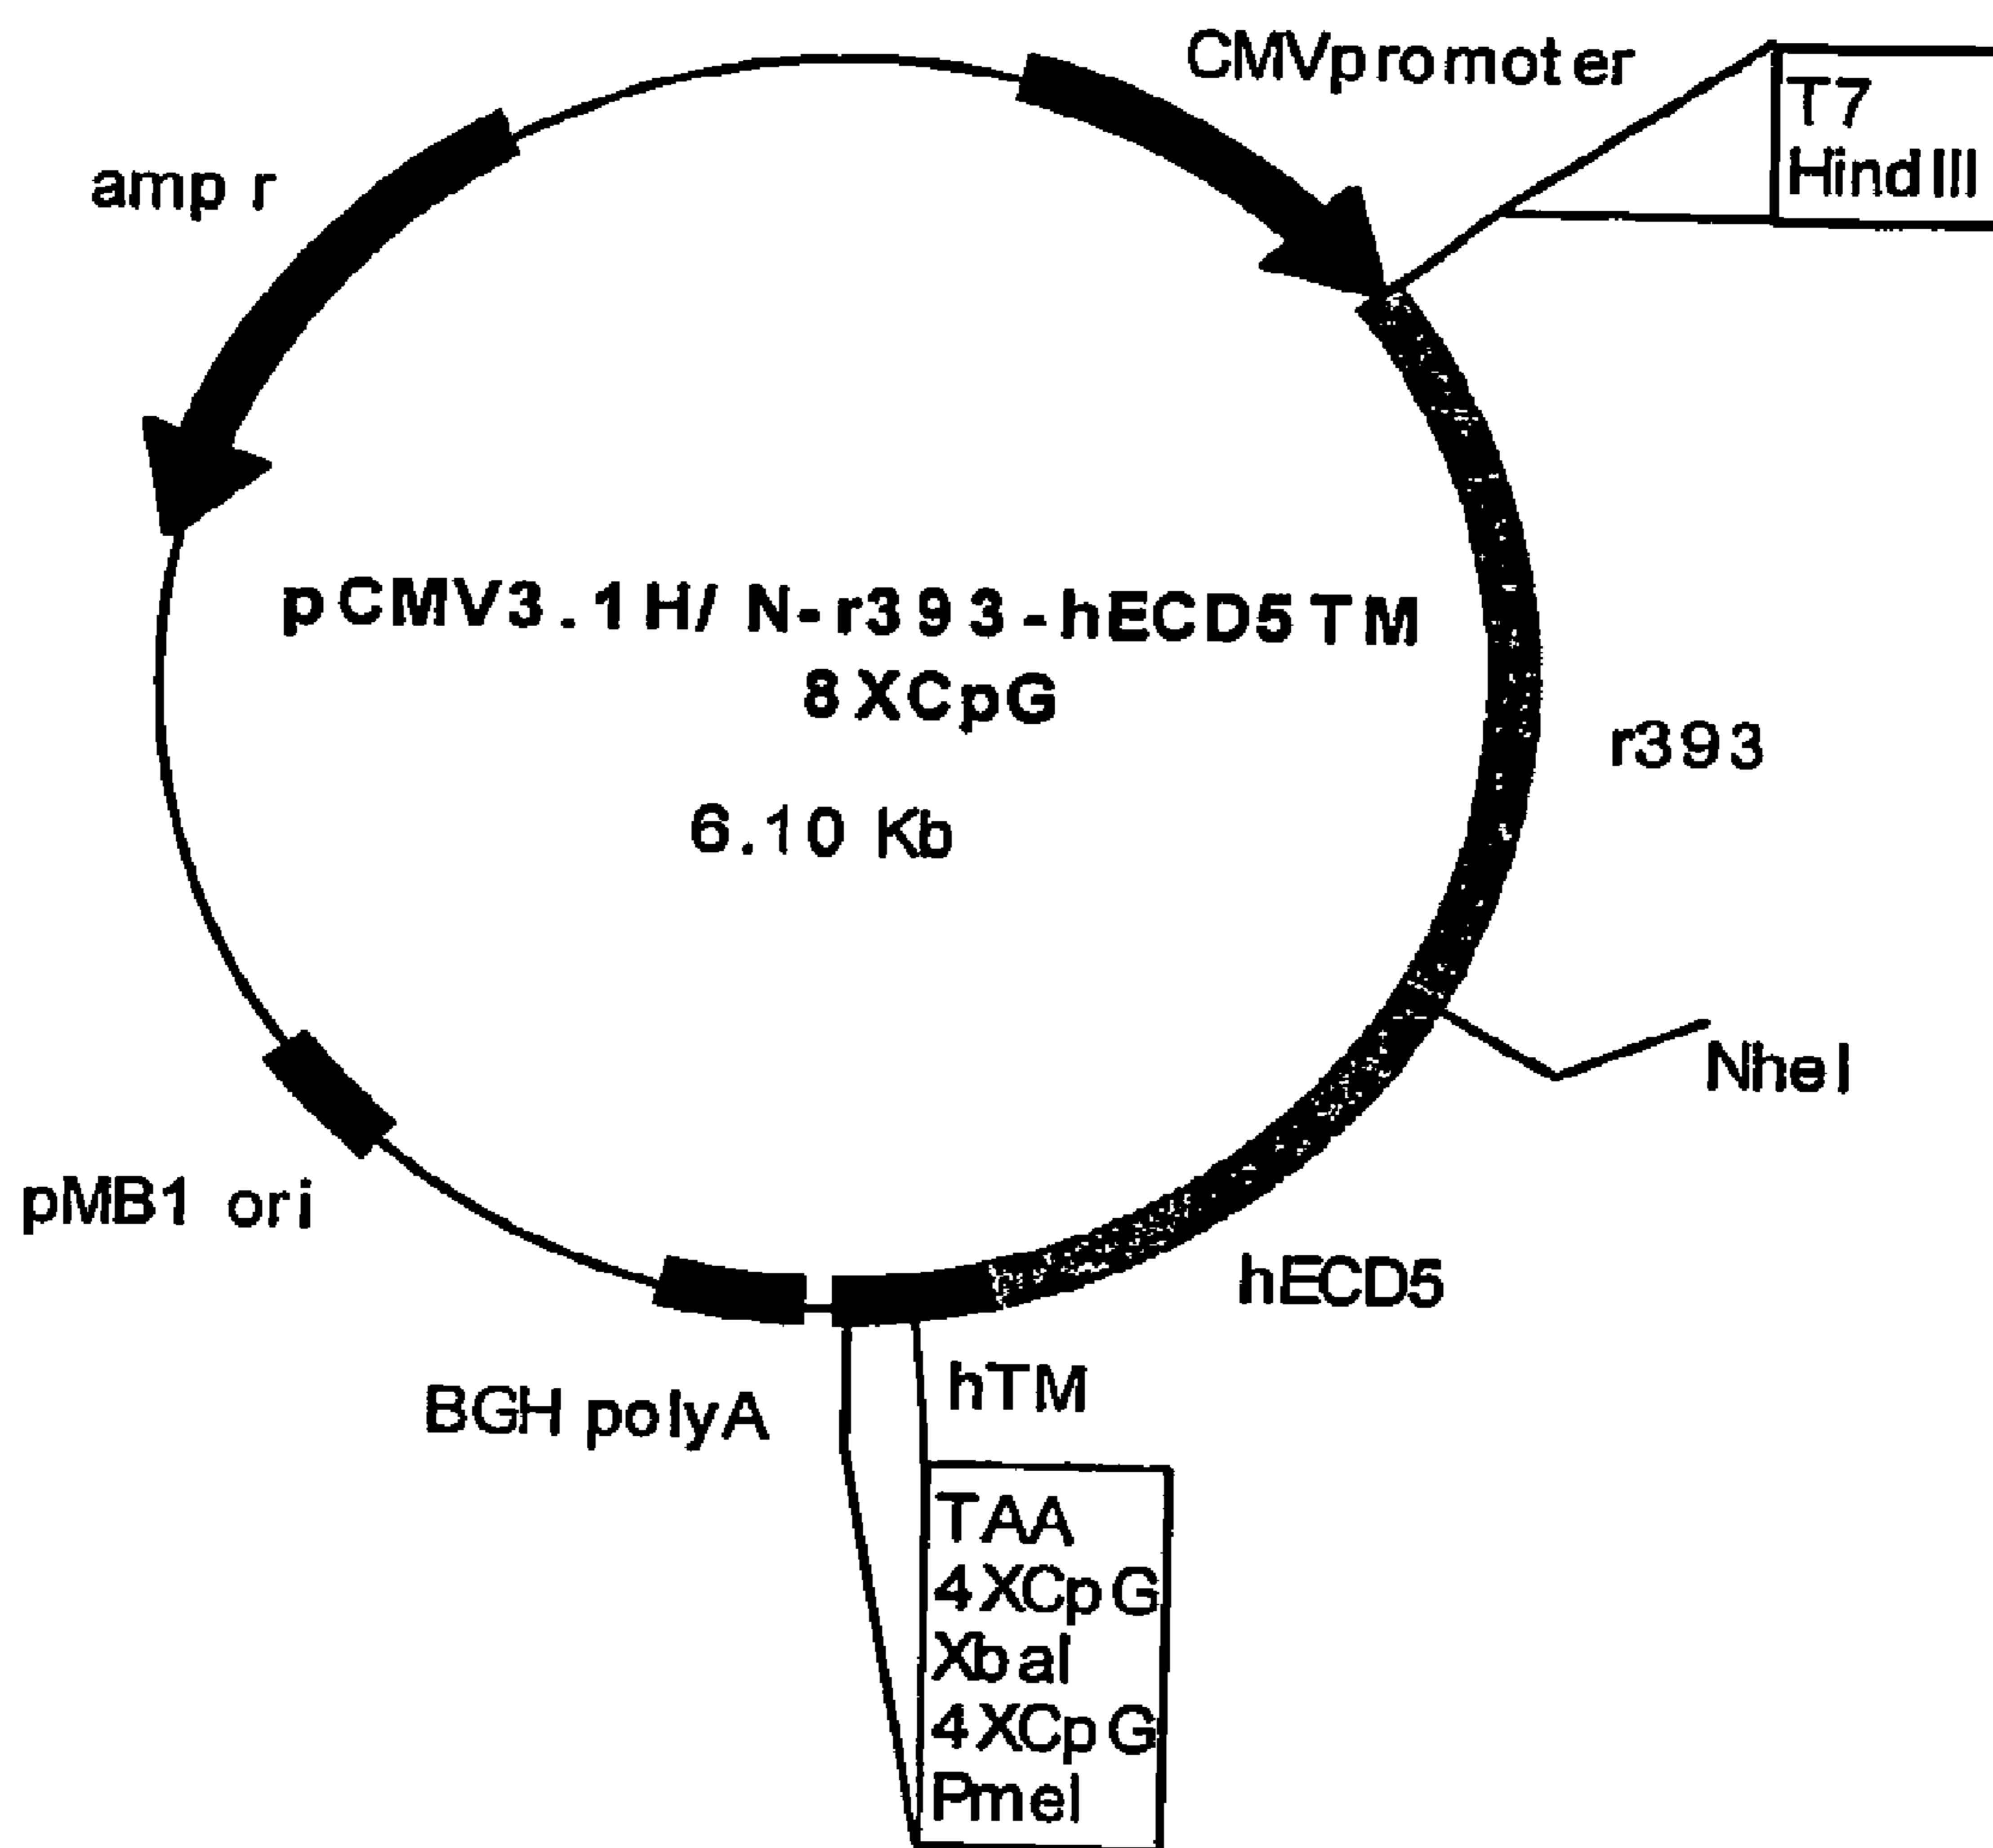 CMVpromoter
T7
HindIII
amp r
pCMV3.1H/N-r393-hECD5TM
8XCpG
6.10 Kb
r393
NheI
pMB1 ori
hECD5
hTM
BGH polyA
TAA
4XCpG
XbaI
4XCpG
PmeI